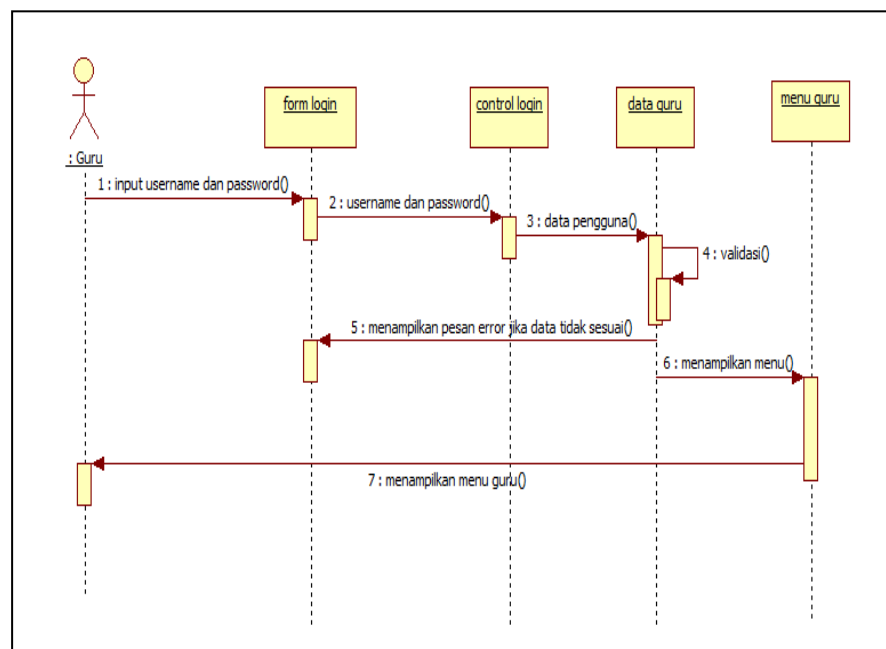 form login
control login
data guru
menu guru
: Guru
1 : input username dan password()
2 : username dan password()
3 : data pengguna()
4 : validasi()
5 : menampilkan pesan error jika data tidak sesuai()
6 : menampilkan menu()
7 : menampilkan menu guru()